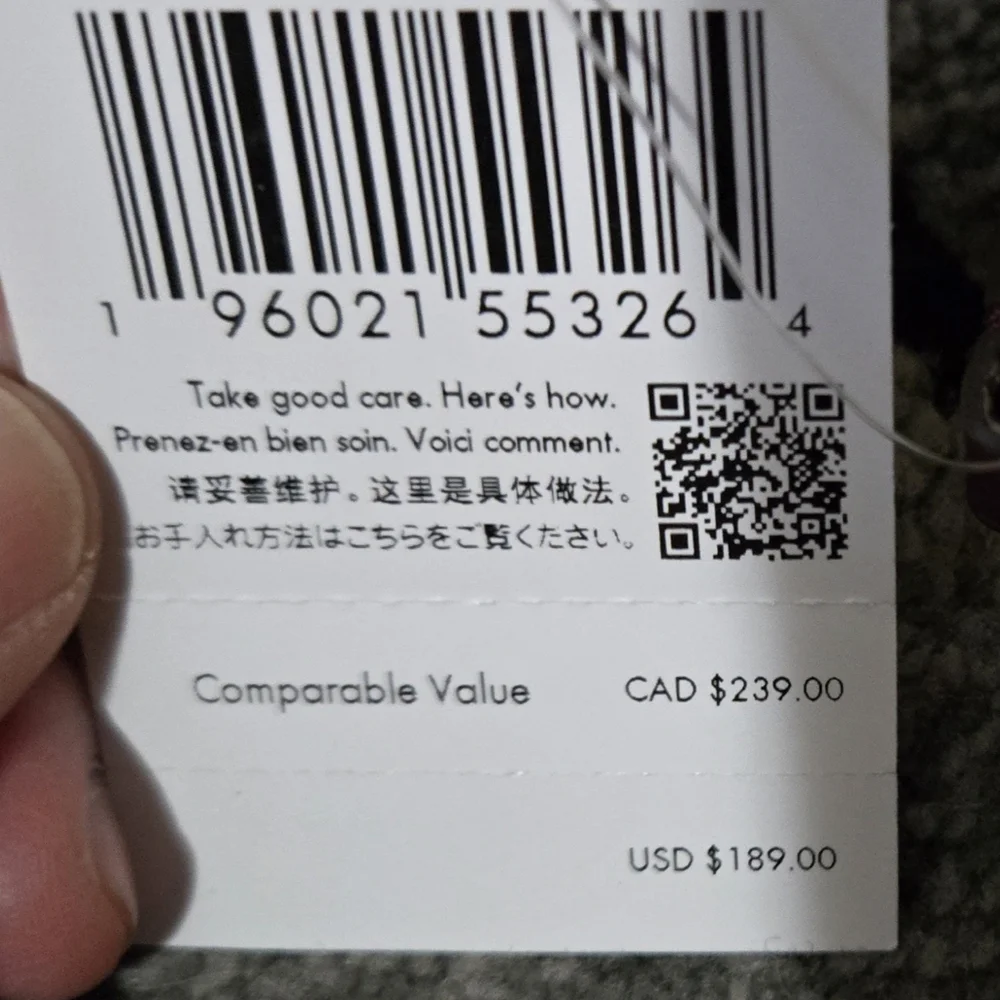 1 96021 55326 4
Take good care. Here's how.
Prenez-en bien soin. Voici comment.
请妥善维护。这里是具体做法。
お手入れ方法はこちらをご覧ください。
Comparable Value CAD $239.00
USD $189.00